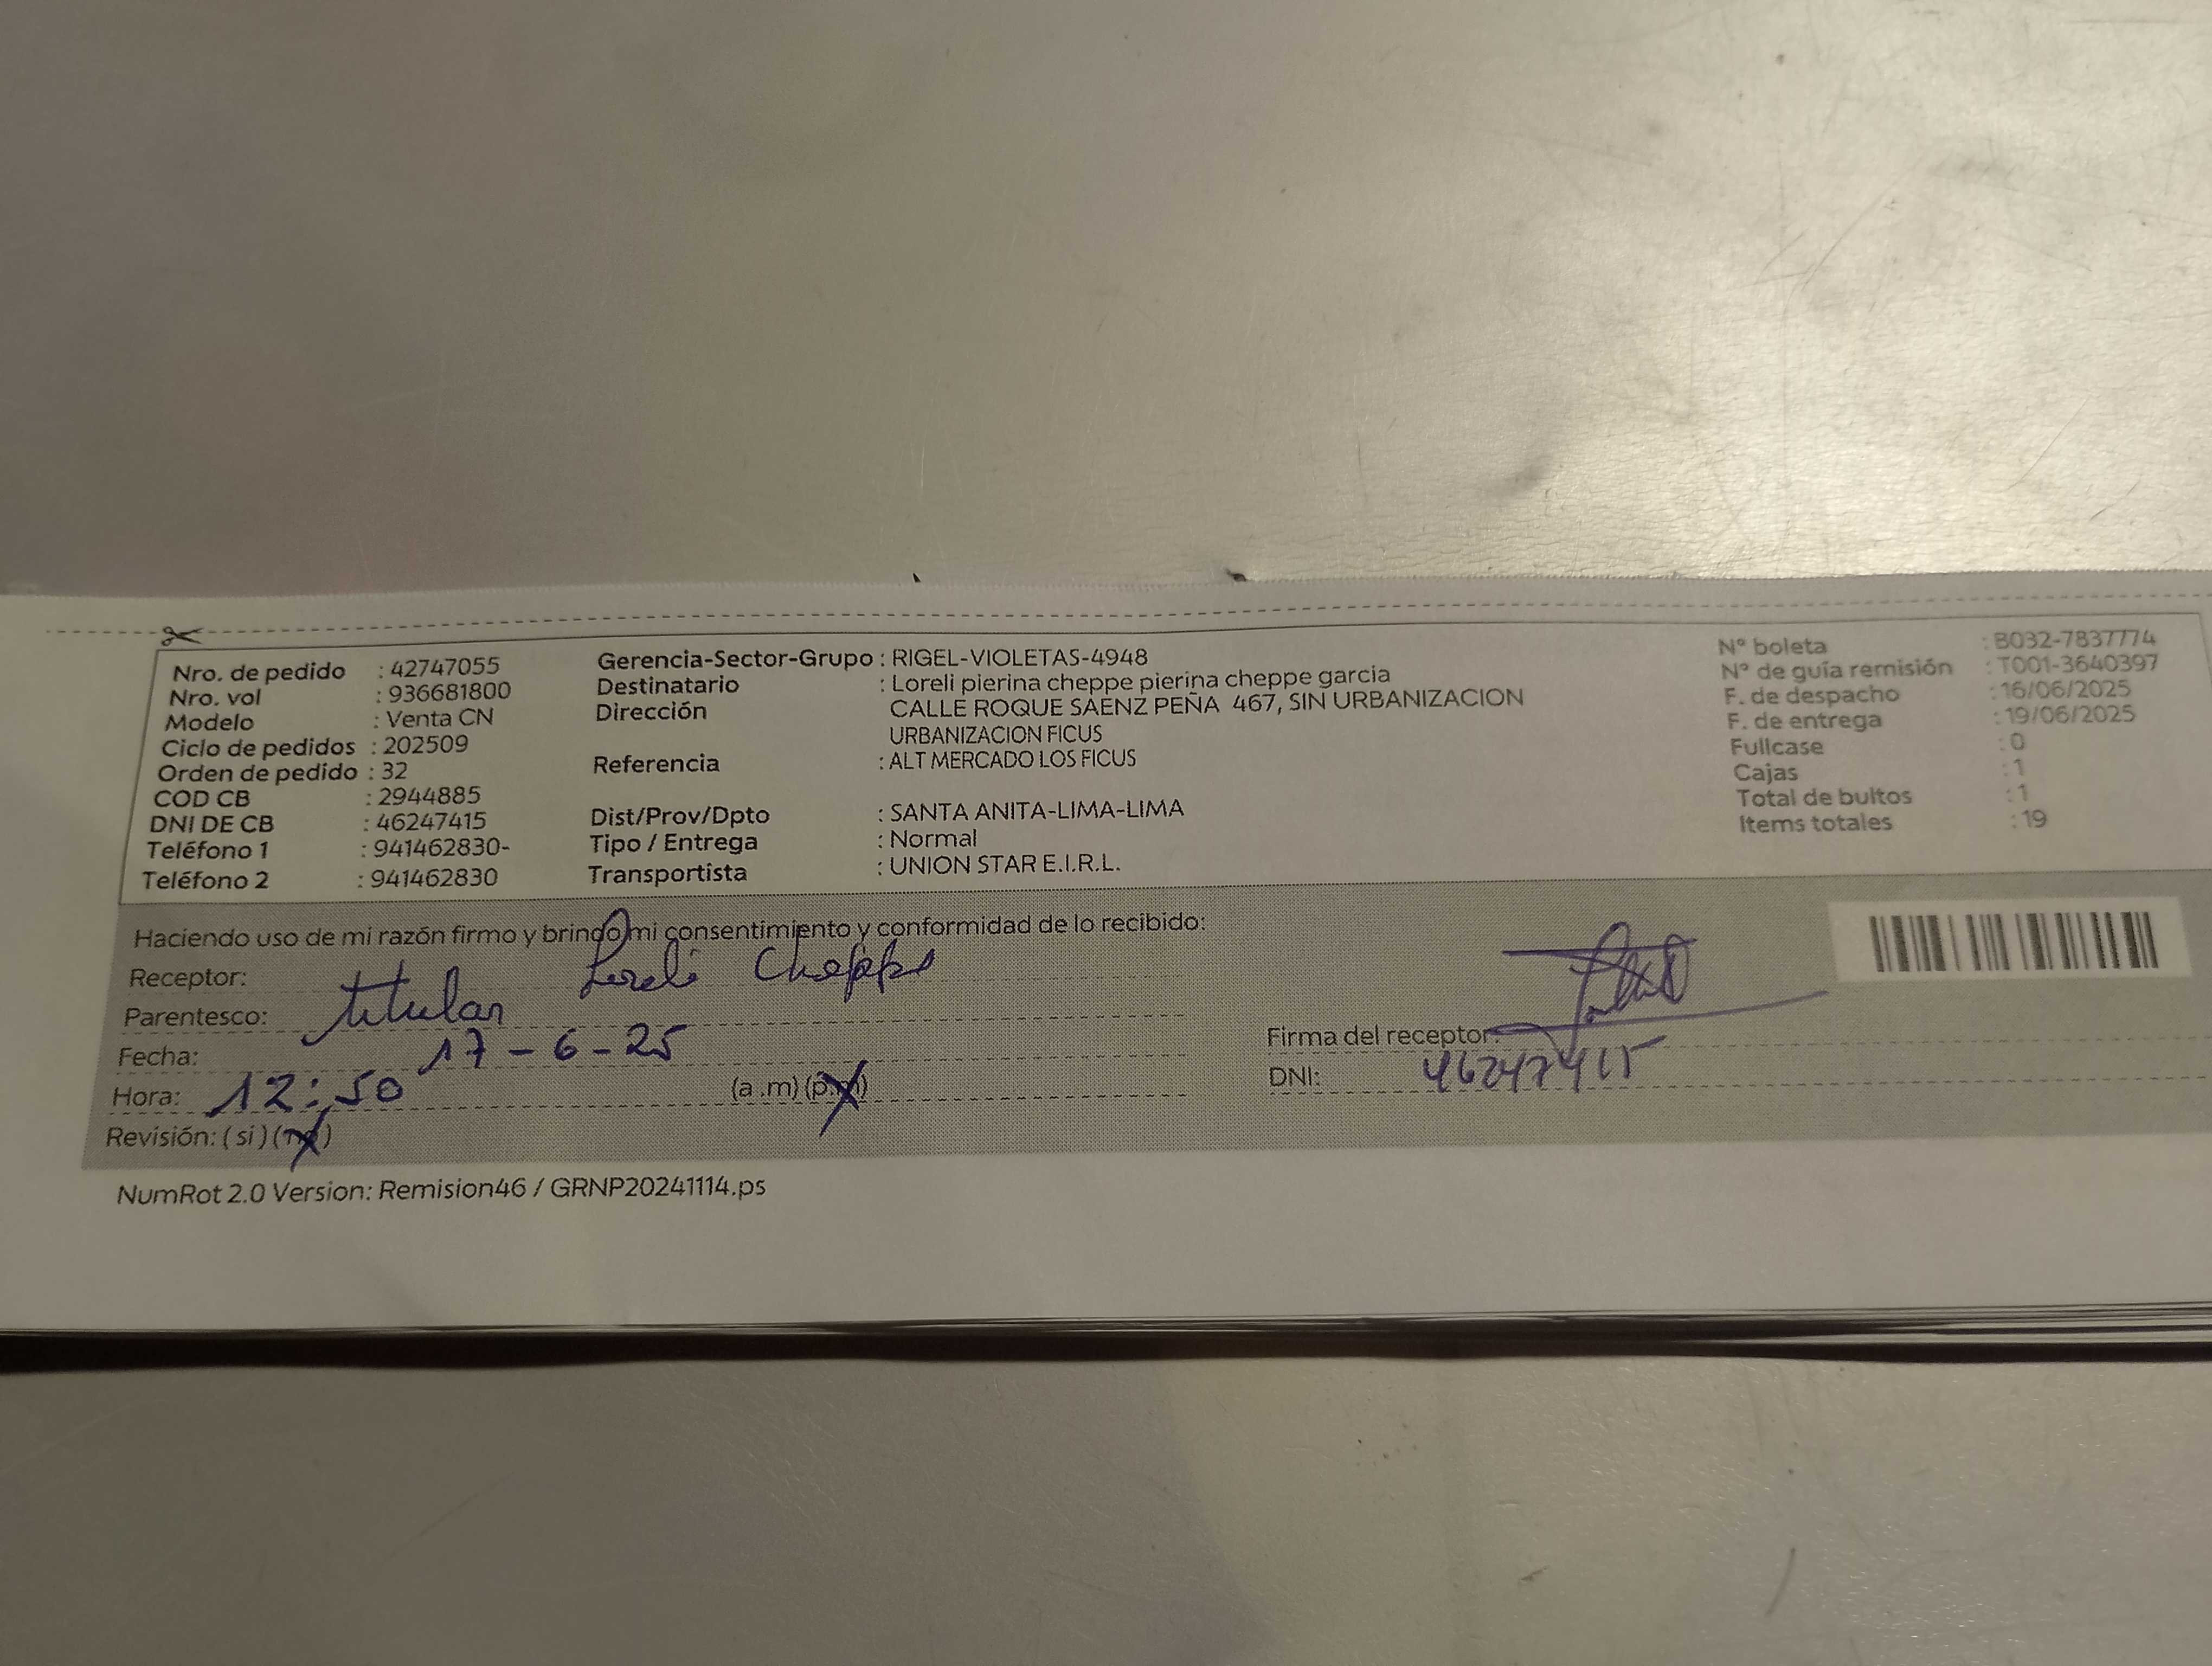 Nro. de pedido : 42747055
Nro. vol : 936681800
Modelo : Venta CN
Ciclo de pedidos : 202509
Orden de pedido : 32
COD CB : 2944885
DNI DE CB : 46247415
Teléfono 1 : 941462830-
Teléfono 2 : 941462830
Gerencia-Sector-Grupo : RIGEL-VIOLETAS-4948
Destinatario : Loreli pierina cheppe pierina cheppe garcia
Dirección CALLE ROQUE SAENZ PEÑA 467, SIN URBANIZACION
URBANIZACION FICUS
Referencia : ALT MERCADO LOS FICUS
Dist/Prov/Dpto : SANTA ANITA-LIMA-LIMA
Tipo / Entrega : Normal
Transportista : UNION STAR E.I.R.L.
N° boleta : B032-7837774
N° de guía remisión : T001-3640397
F. de despacho : 16/06/2025
F. de entrega : 19/06/2025
Fullcase : 0
Cajas : 1
Total de bultos : 1
Items totales : 19
Haciendo uso de mi razón firmo y brindo mi consentimiento y conformidad de lo recibido:
Receptor: Loreli Cheppe
Parentesco: titular
Fecha: 17-6-25
Hora: 12:50 (a.m) (p.m)
Revisión: (si) (no)
Firma del receptor:
DNI: 46247415
NumRot 2.0 Version: Remision46 / GRNP20241114.ps